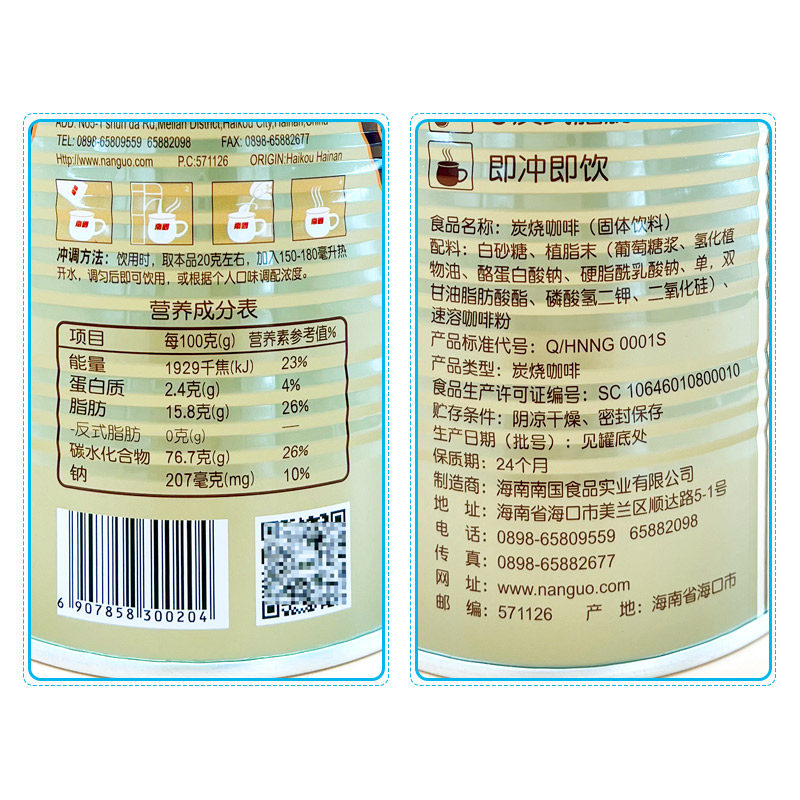 ADD: No5-1 shun da Rd,Meilan District,Haikou City,Hainan,China
TEL: 0898-65809559 65882098 FAX: 0898-65882677
Http://www.nanguo.com P.C:571126 ORIGIN:Haikou Hainan
南国 南国 南国
冲调方法: 饮用时,取本品20克左右,加入150-180毫升热
开水,调匀后即可饮用,或根据个人口味调配浓度。
营养成分表
项目 每100克(g) 营养素参考值%
能量 1929千焦(kJ) 23%
蛋白质 2.4克(g) 4%
脂肪 15.8克(g) 26%
-反式脂肪 0克(g) —
碳水化合物 76.7克(g) 26%
钠 207毫克(mg) 10%
6 907858 300204
即冲即饮
食品名称: 炭烧咖啡(固体饮料)
配料: 白砂糖、植脂末(葡萄糖浆、氢化植
物油、酪蛋白酸钠、硬脂酰乳酸钠、单,双
甘油脂肪酸酯、磷酸氢二钾、二氧化硅)、
速溶咖啡粉
产品标准代号: Q/HNNG 0001S
产品类型: 炭烧咖啡
食品生产许可证编号: SC 10646010800010
贮存条件: 阴凉干燥、密封保存
生产日期(批号): 见罐底处
保质期: 24个月
制造商: 海南南国食品实业有限公司
地 址: 海南省海口市美兰区顺达路5-1号
电 话: 0898-65809559 65882098
传 真: 0898-65882677
网 址: www.nanguo.com
邮 编: 571126 产 地: 海南省海口市